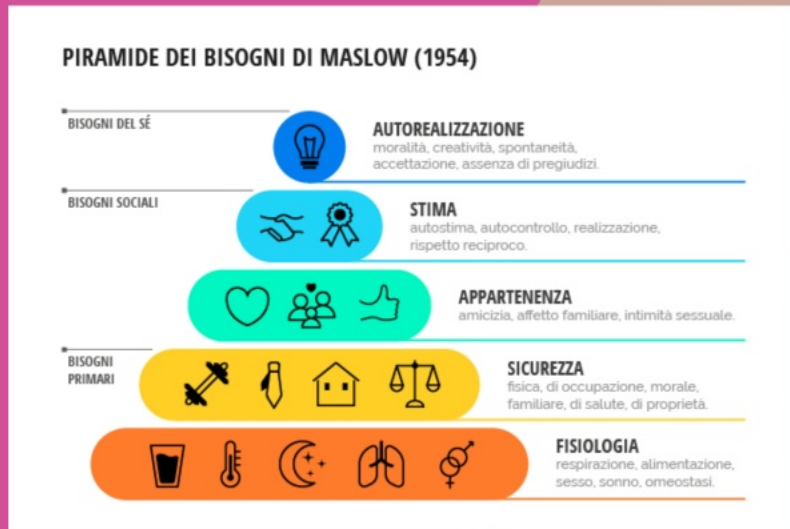 PIRAMIDE DEI BISOGNI DI MASLOW (1954)
BISOGNI DEL SÉ
AUTOREALIZZAZIONE
moralità, creatività, spontaneità,
accettazione, assenza di pregiudizi.
BISOGNI SOCIALI
STIMA
autostima, autocontrollo, realizzazione,
rispetto reciproco.
APPARTENENZA
amicizia, affetto familiare, intimità sessuale.
BISOGNI
PRIMARI
SICUREZZA
fisica, di occupazione, morale,
familiare, di salute, di proprietà.
FISIOLOGIA
respirazione, alimentazione,
sesso, sonno, omeostasi.